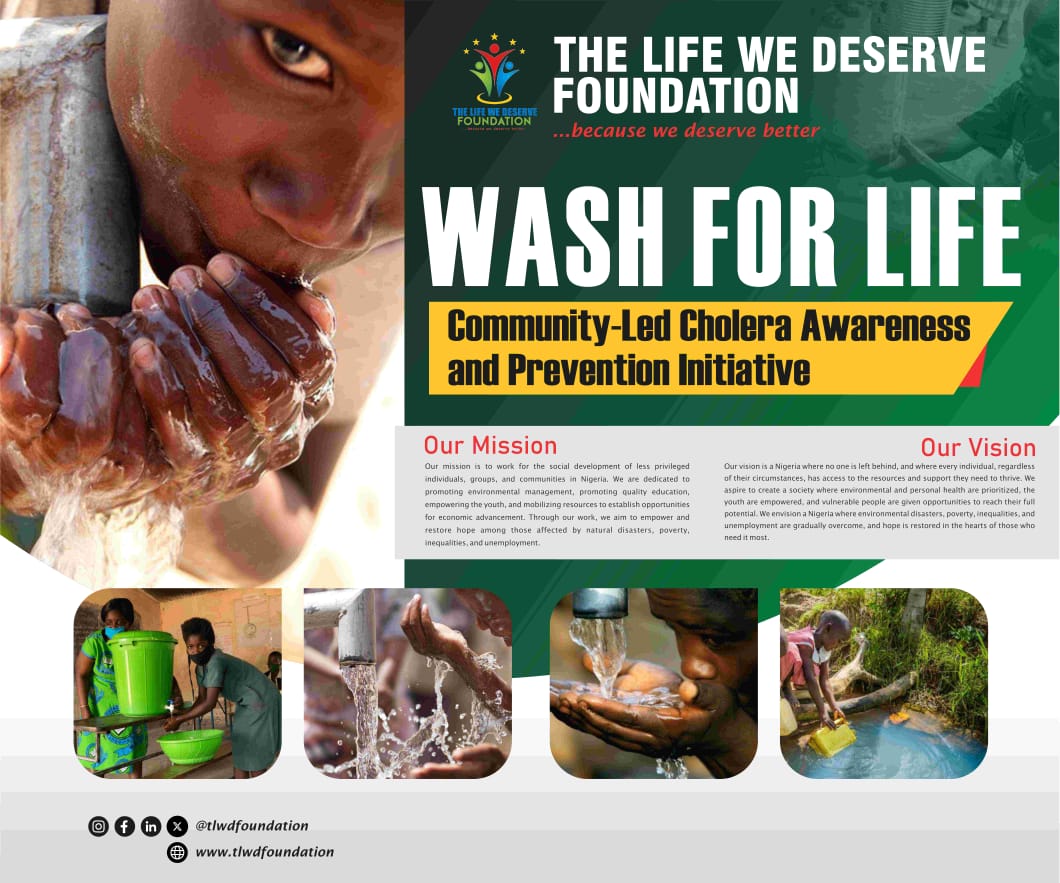 THE LIFE WE DESERVE
FOUNDATION
...because we deserve better
THE LIFE WE DESERVE
FOUNDATION
WASH FOR LIFE
Community-Led Cholera Awareness
and Prevention Initiative
Our Mission
Our mission is to work for the social development of less privileged
individuals, groups, and communities in Nigeria. We are dedicated to
promoting environmental management, promoting quality education,
empowering the youth, and mobilizing resources to establish opportunities
for economic advancement. Through our work, we aim to empower and
restore hope among those affected by natural disasters, poverty,
inequalities, and unemployment.
Our Vision
Our vision is a Nigeria where no one is left behind, and where every individual, regardless
of their circumstances, has access to the resources and support they need to thrive. We
aspire to create a society where environmental and personal health are prioritized, the
youth are empowered, and vulnerable people are given opportunities to reach their full
potential. We envision a Nigeria where environmental disasters, poverty, inequalities, and
unemployment are gradually overcome, and hope is restored in the hearts of those who
need it most.
@tlwdfoundation
www.tlwdfoundation